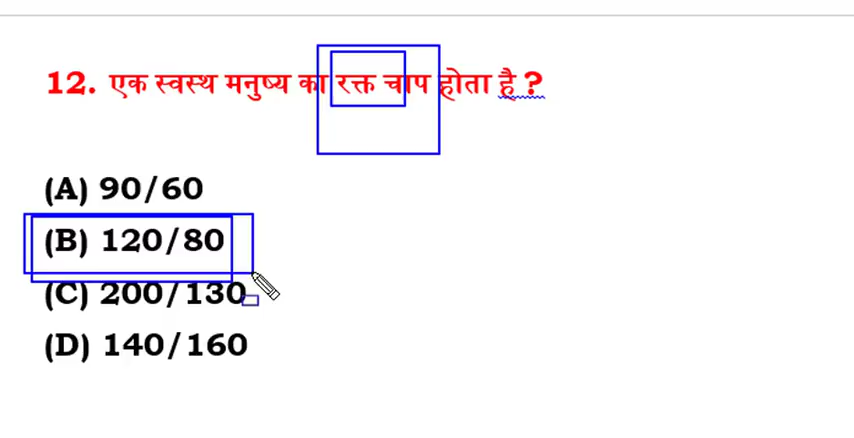 12. एक स्वस्थ मनुष्य का रक्त चाप होता है ?
(A) 90/60
(B) 120/80
(C) 200/130
(D) 140/160